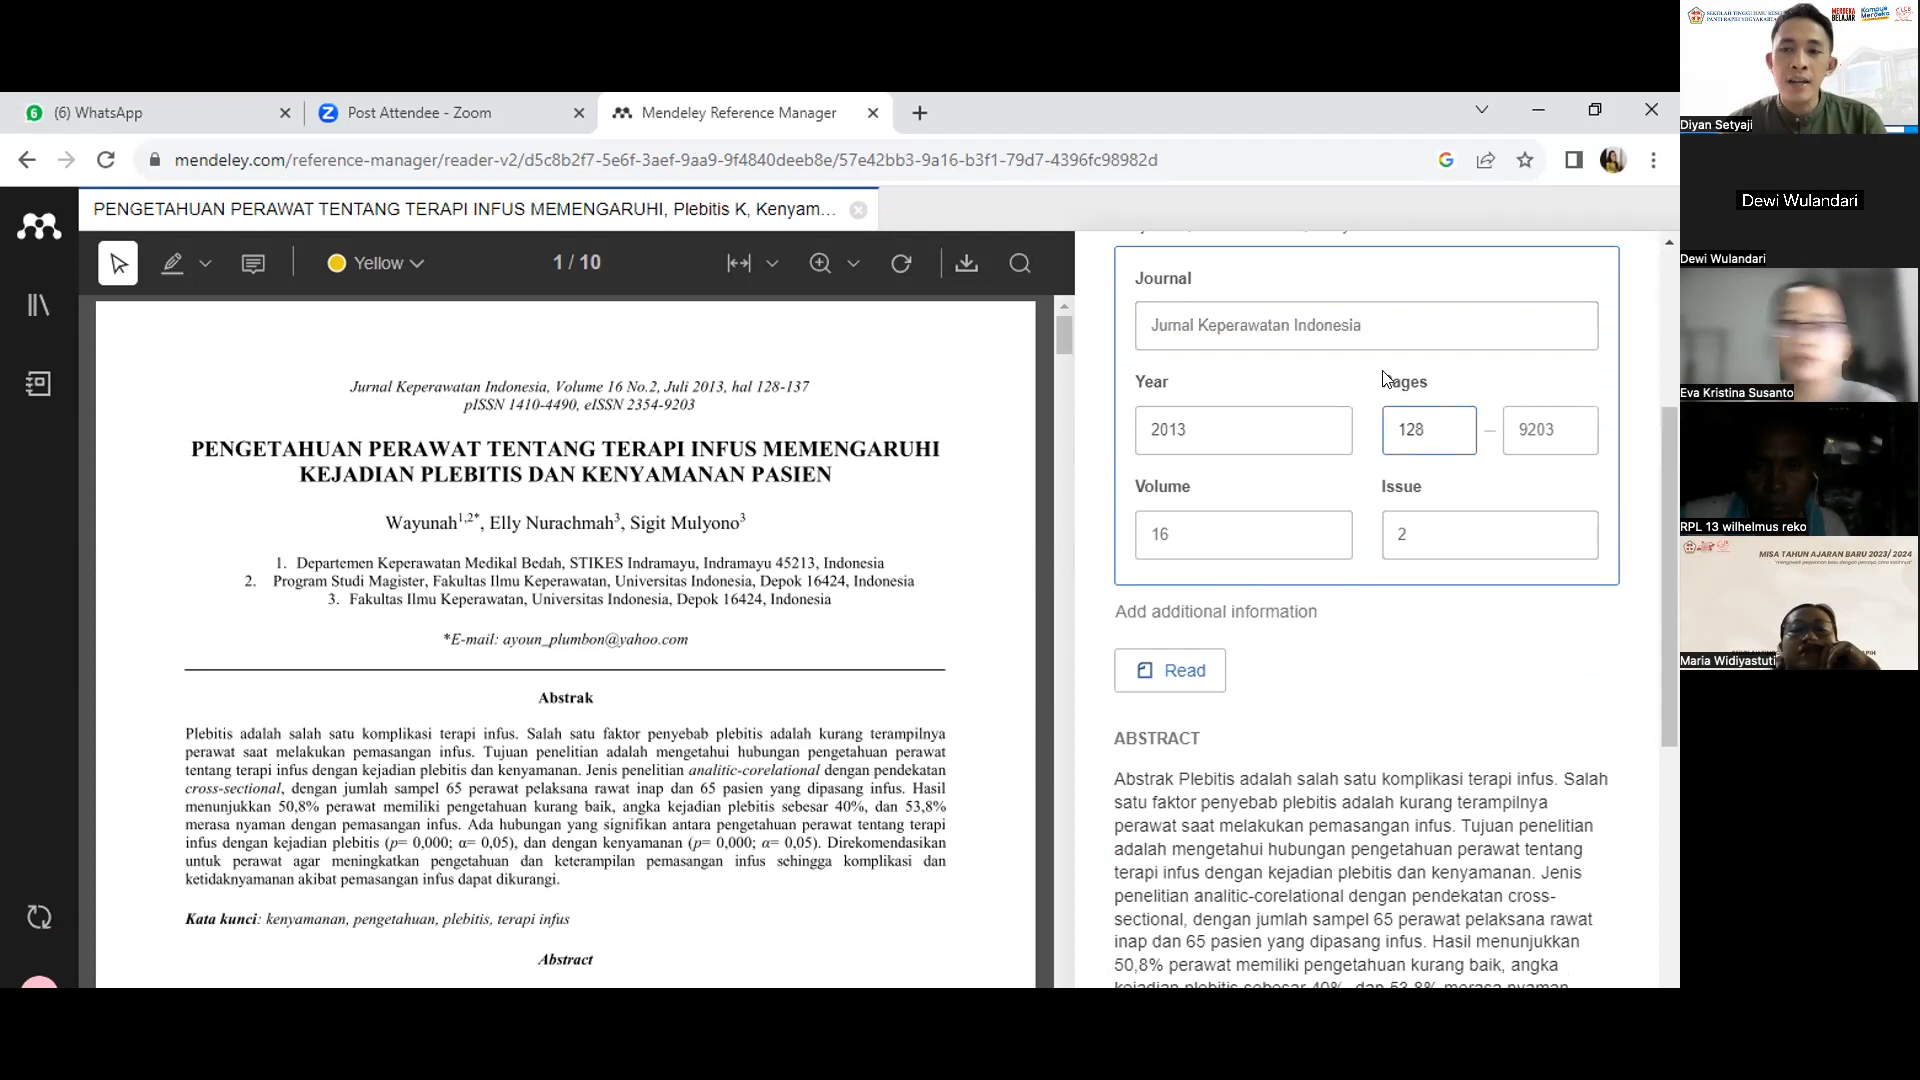 (6) WhatsApp
Post Attendee - Zoom
Mendeley Reference Manager
mendeley.com/reference-manager/reader-v2/d5c8b2f7-5e6f-3aef-9aa9-9f4840deeb8e/57e42bb3-9a16-b3f1-79d7-4396fc98982d
PENGETAHUAN PERAWAT TENTANG TERAPI INFUS MEMENGARUHI, Plebitis K, Kenyam...
Yellow
1 / 10
Jurnal Keperawatan Indonesia, Volume 16 No.2, Juli 2013, hal 128-137
pISSN 1410-4490, eISSN 2354-9203
PENGETAHUAN PERAWAT TENTANG TERAPI INFUS MEMENGARUHI
KEJADIAN PLEBITIS DAN KENYAMANAN PASIEN
Wayunah1,2*, Elly Nurachmah3, Sigit Mulyono3
1. Departemen Keperawatan Medikal Bedah, STIKES Indramayu, Indramayu 45213, Indonesia
2. Program Studi Magister, Fakultas Ilmu Keperawatan, Universitas Indonesia, Depok 16424, Indonesia
3. Fakultas Ilmu Keperawatan, Universitas Indonesia, Depok 16424, Indonesia
*E-mail: ayoun_plumbon@yahoo.com
Abstrak
Plebitis adalah salah satu komplikasi terapi infus. Salah satu faktor penyebab plebitis adalah kurang terampilnya
perawat saat melakukan pemasangan infus. Tujuan penelitian adalah mengetahui hubungan pengetahuan perawat
tentang terapi infus dengan kejadian plebitis dan kenyamanan. Jenis penelitian analitic-corelational dengan pendekatan
cross-sectional, dengan jumlah sampel 65 perawat pelaksana rawat inap dan 65 pasien yang dipasang infus. Hasil
menunjukkan 50,8% perawat memiliki pengetahuan kurang baik, angka kejadian plebitis sebesar 40%, dan 53,8%
merasa nyaman dengan pemasangan infus. Ada hubungan yang signifikan antara pengetahuan perawat tentang terapi
infus dengan kejadian plebitis (p= 0,000; α= 0,05), dan dengan kenyamanan (p= 0,000; α= 0,05). Direkomendasikan
untuk perawat agar meningkatkan pengetahuan dan keterampilan pemasangan infus sehingga komplikasi dan
ketidaknyamanan akibat pemasangan infus dapat dikurangi.
Kata kunci: kenyamanan, pengetahuan, plebitis, terapi infus
Abstract
Journal
Jurnal Keperawatan Indonesia
Year
ages
2013
128 – 9203
Volume
Issue
16
2
Add additional information
Read
ABSTRACT
Abstrak Plebitis adalah salah satu komplikasi terapi infus. Salah
satu faktor penyebab plebitis adalah kurang terampilnya
perawat saat melakukan pemasangan infus. Tujuan penelitian
adalah mengetahui hubungan pengetahuan perawat tentang
terapi infus dengan kejadian plebitis dan kenyamanan. Jenis
penelitian analitic-corelational dengan pendekatan cross-
sectional, dengan jumlah sampel 65 perawat pelaksana rawat
inap dan 65 pasien yang dipasang infus. Hasil menunjukkan
50,8% perawat memiliki pengetahuan kurang baik, angka
kejadian plebitis sebesar 40%, dan 53,8% merasa nyaman
MERDEKA
BELAJAR
Kampus
Merdeka
Diyan Setyaji
Dewi Wulandari
Dewi Wulandari
Eva Kristina Susanto
RPL 13 wilhelmus reko
MISA TAHUN AJARAN BARU 2023/ 2024
Maria Widiyastuti